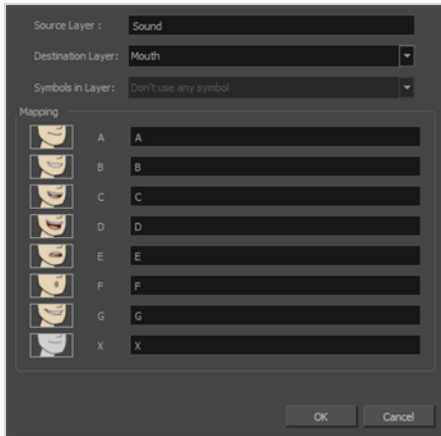 Source Layer : Sound
Destination Layer: Mouth
Symbols in Layer: Don't use any symbol
Mapping
A A
B B
C C
D D
E E
F F
G G
X X
OK Cancel